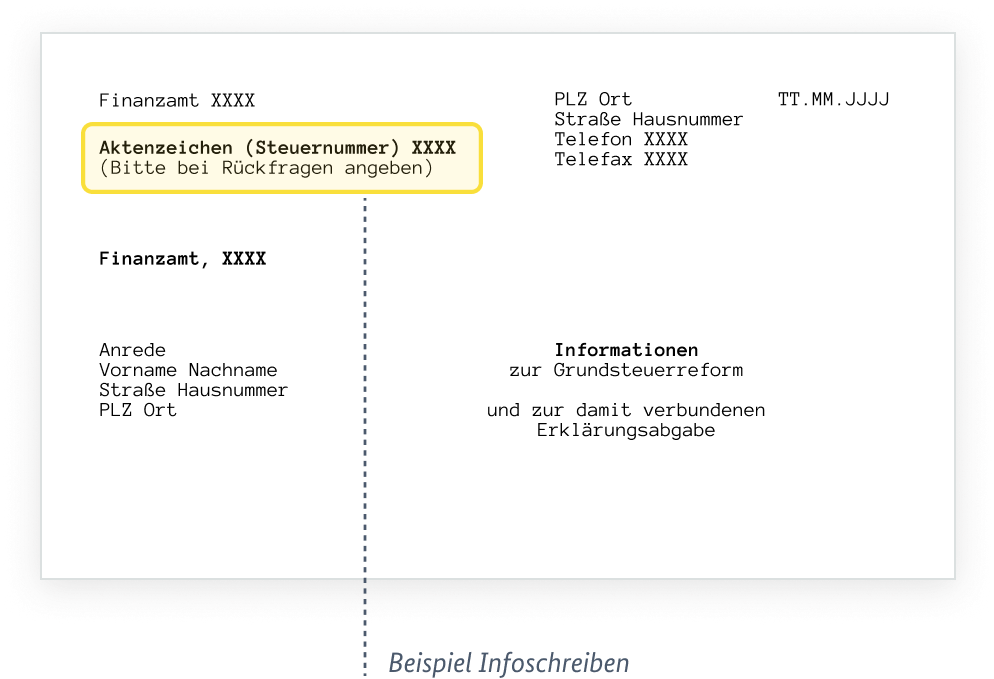 Finanzamt XXXX
PLZ Ort TT.MM.JJJJ
Straße Hausnummer
Telefon XXXX
Telefax XXXX
Aktenzeichen (Steuernummer) XXXX
(Bitte bei Rückfragen angeben)
Finanzamt, XXXX
Anrede
Vorname Nachname
Straße Hausnummer
PLZ Ort
Informationen
zur Grundsteuerreform
und zur damit verbundenen
Erklärungsabgabe
Beispiel Infoschreiben